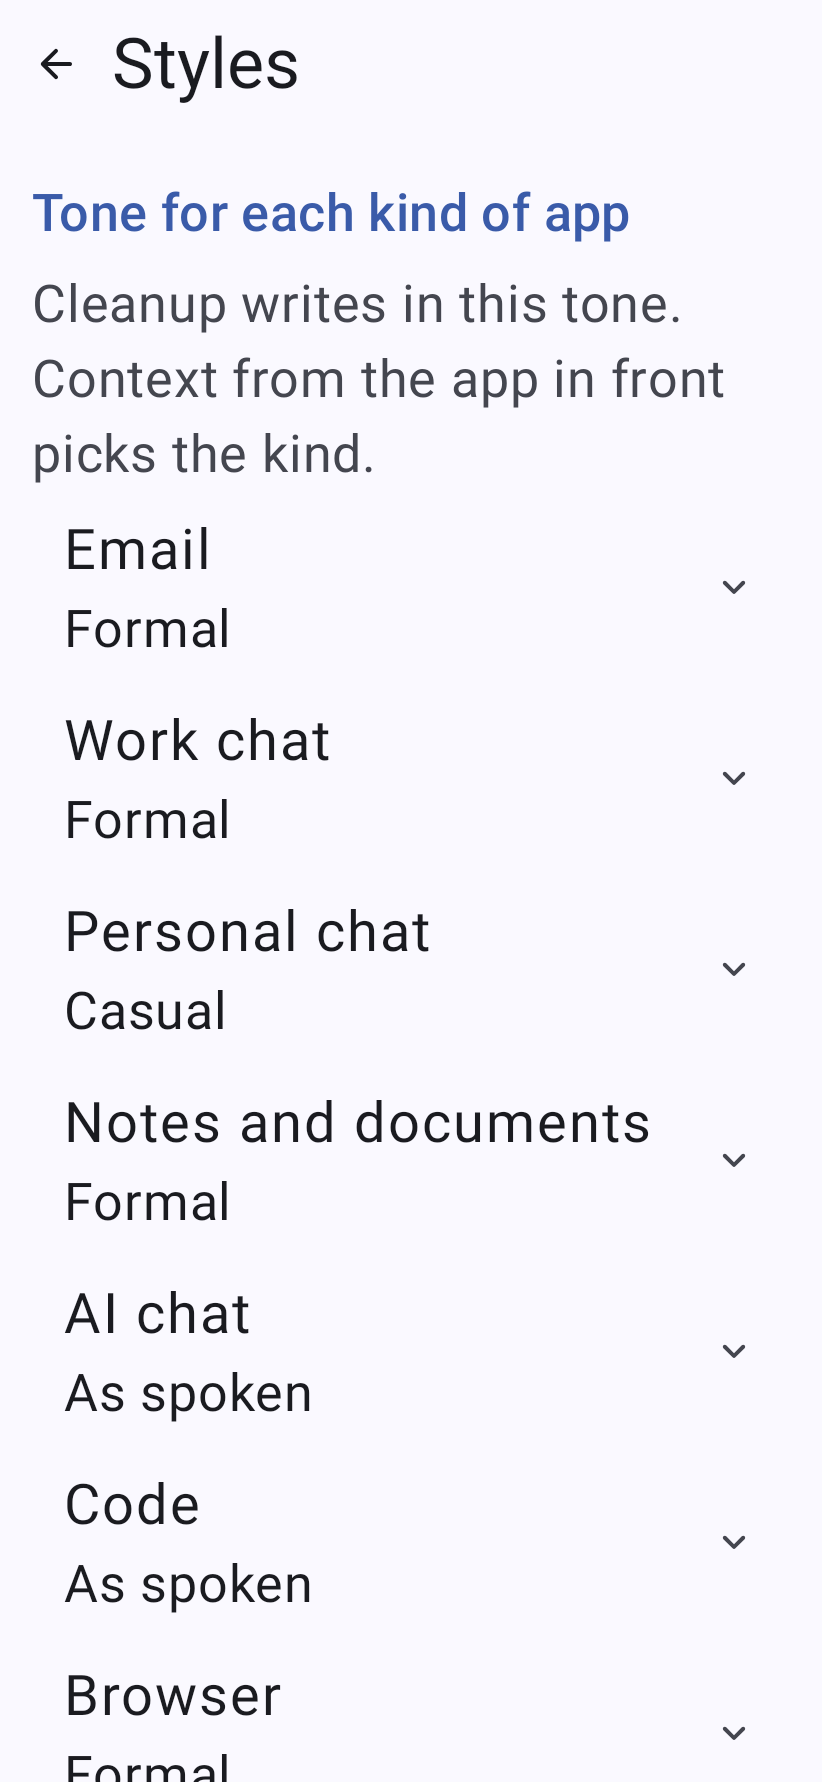 Styles
Tone for each kind of app
Cleanup writes in this tone.
Context from the app in front
picks the kind.
Email
Formal
Work chat
Formal
Personal chat
Casual
Notes and documents
Formal
AI chat
As spoken
Code
As spoken
Browser
Formal